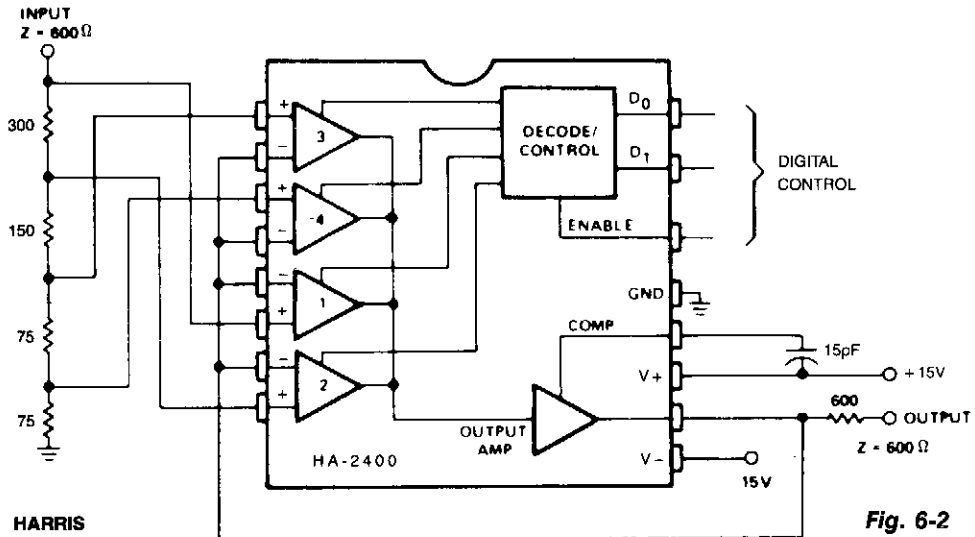 INPUT
Z = 600Ω
300
150
75
75
+
3
−
+
-4
−
−
1
+
−
2
+
DECODE/
CONTROL
D0
D1
ENABLE
DIGITAL
CONTROL
GND
COMP
15pF
V+
+15V
600
OUTPUT
Z = 600Ω
OUTPUT
AMP
V−
15V
HA-2400
HARRIS
Fig. 6-2